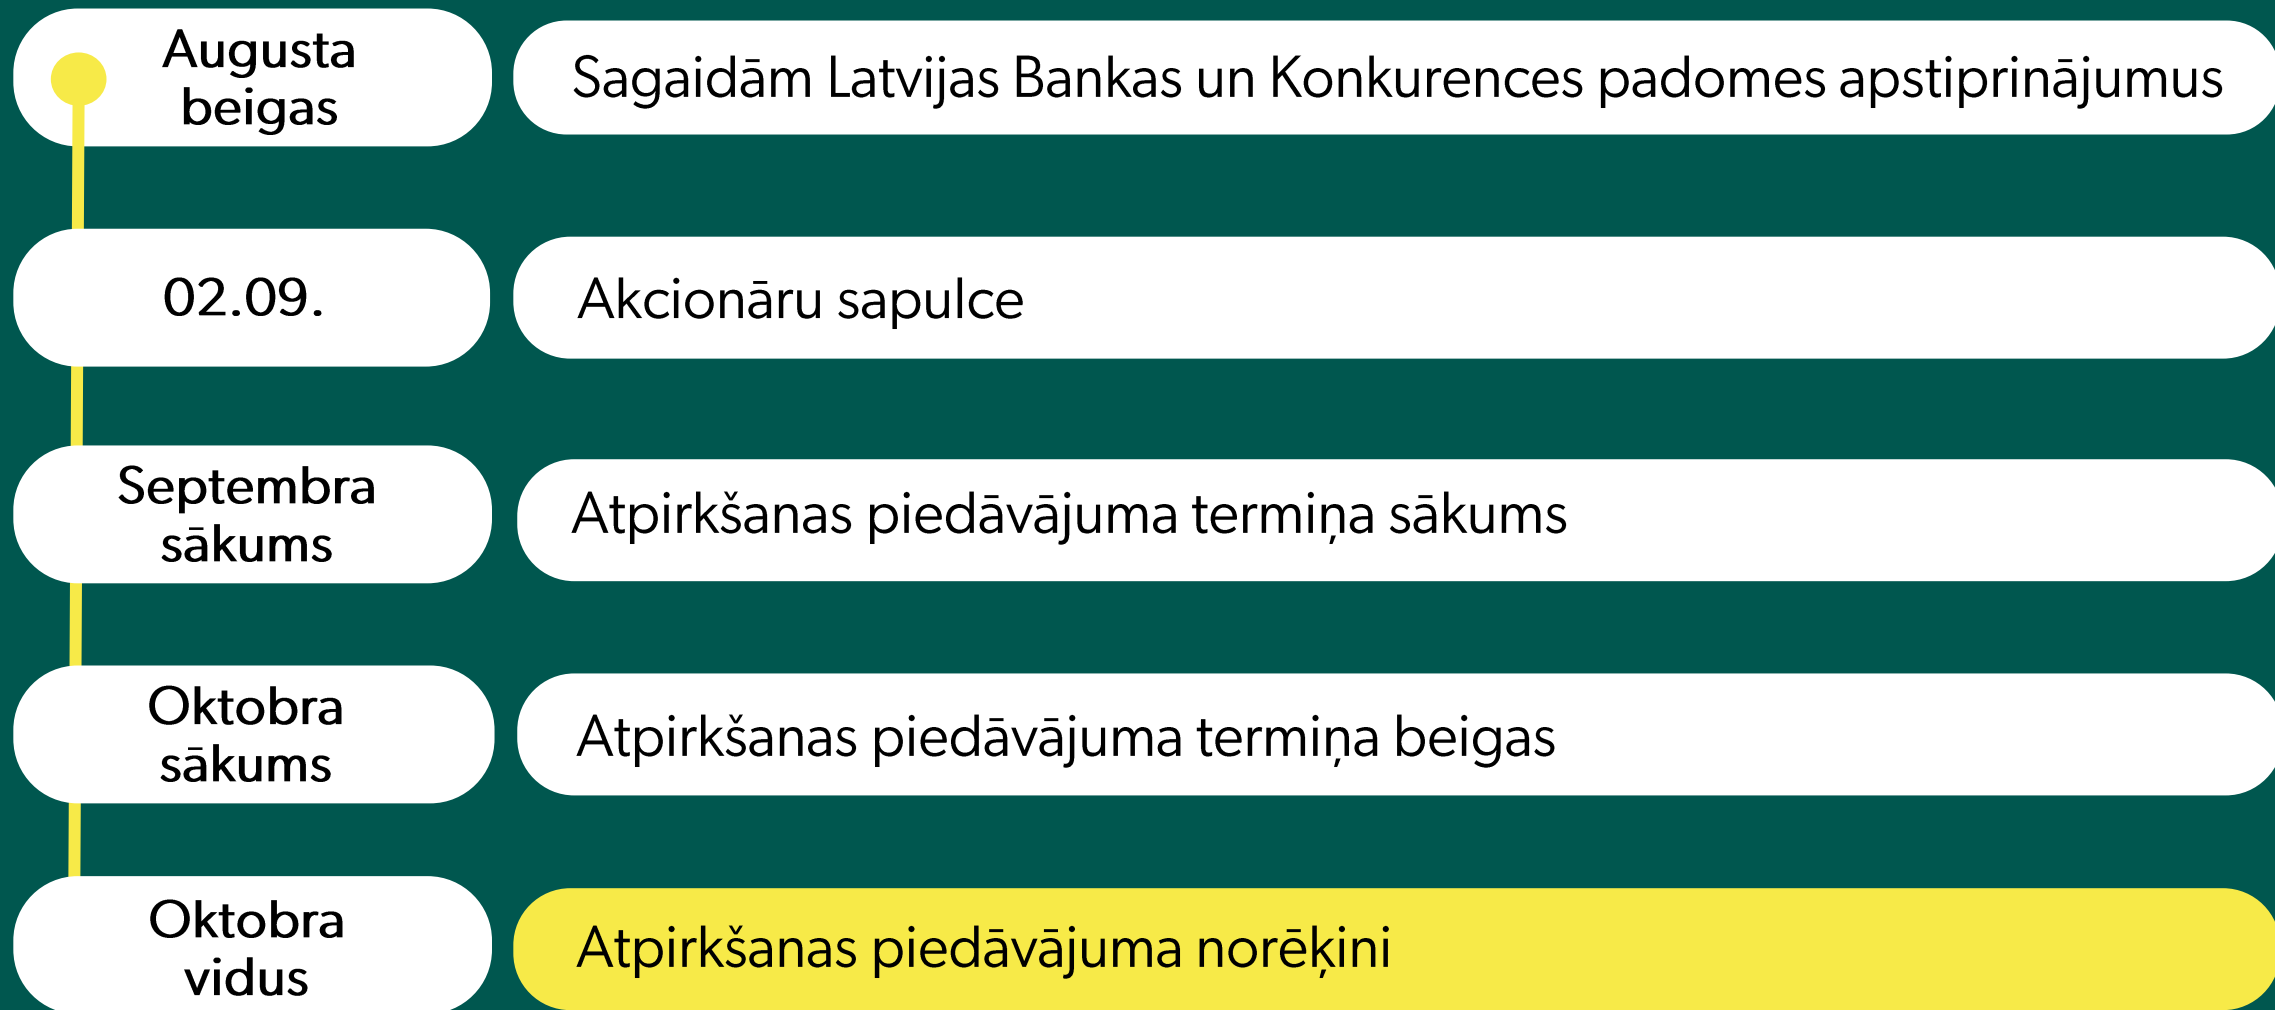 Augusta
beigas
Sagaidām Latvijas Bankas un Konkurences padomes apstiprinājumus
02.09.
Akcionāru sapulce
Septembra
sākums
Atpirkšanas piedāvājuma termiņa sākums
Oktobra
sākums
Atpirkšanas piedāvājuma termiņa beigas
Oktobra
vidus
Atpirkšanas piedāvājuma norēķini